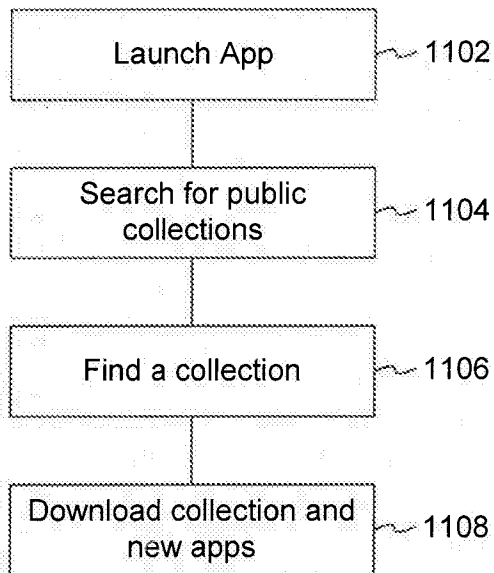 Launch App
1102
Search for public
collections
1104
Find a collection
1106
Download collection and
new apps
1108